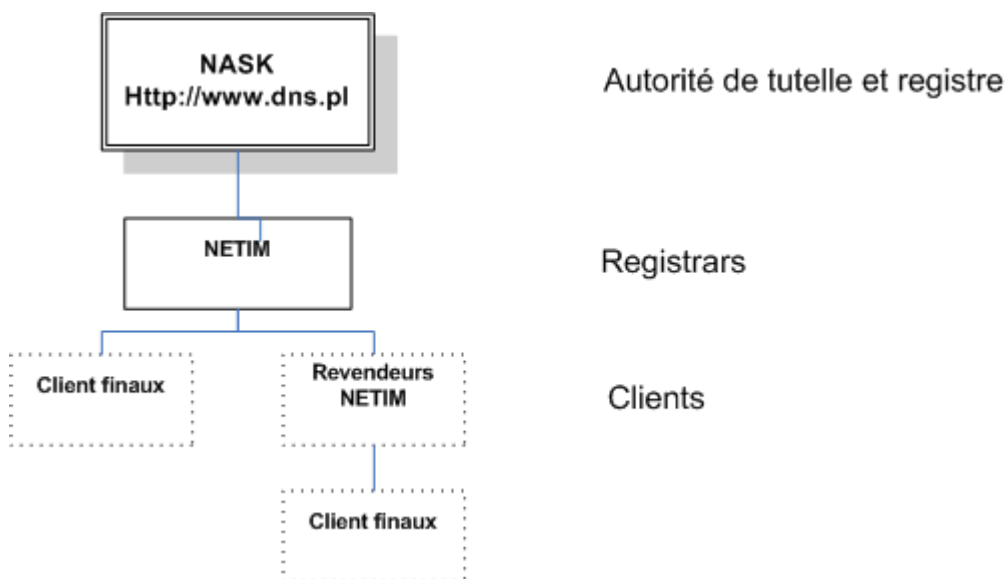 NASK
Http://www.dns.pl
Autorité de tutelle et registre
NETIM
Registrars
Client finaux
Revendeurs
NETIM
Clients
Client finaux